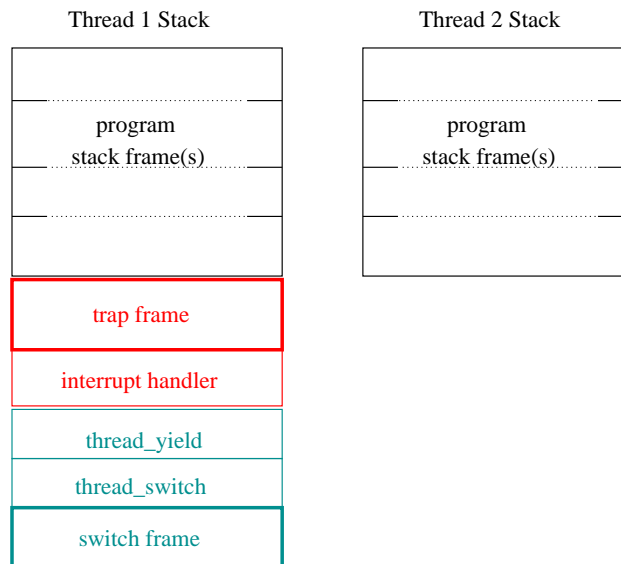 Thread 1 Stack
Thread 2 Stack
program
stack frame(s)
program
stack frame(s)
trap frame
interrupt handler
thread_yield
thread_switch
switch frame